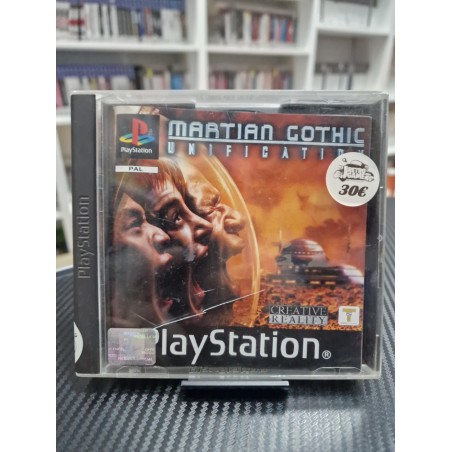 PlayStation
PAL
MARTIAN GOTHIC
UNIFICATION
30€
PlayStation
CREATIVE
REALITY
T
PlayStation®